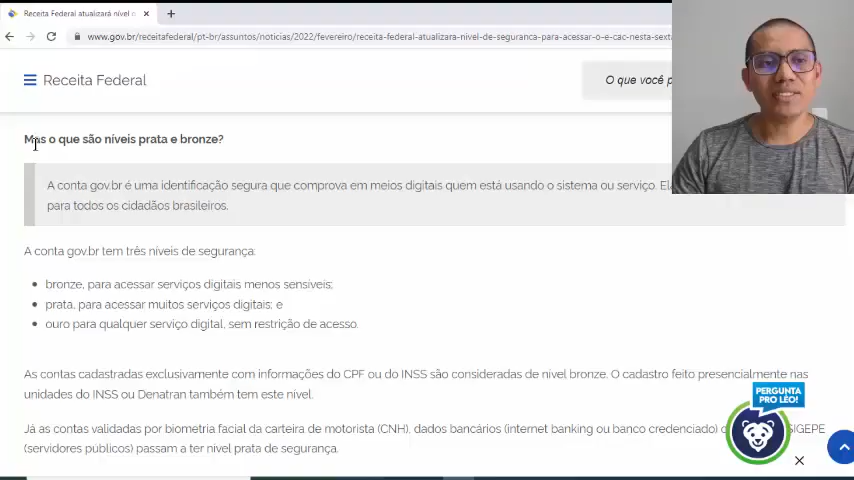 Receita Federal atualizará nível d
www.gov.br/receitafederal/pt-br/assuntos/noticias/2022/fevereiro/receita-federal-atualizara-nivel-de-seguranca-para-acessar-o-e-cac-nesta-sexta
Receita Federal
O que você p
Mas o que são níveis prata e bronze?
A conta gov.br é uma identificação segura que comprova em meios digitais quem está usando o sistema ou serviço. Ela
para todos os cidadãos brasileiros.
A conta gov.br tem três níveis de segurança:
bronze, para acessar serviços digitais menos sensíveis;
prata, para acessar muitos serviços digitais; e
ouro para qualquer serviço digital, sem restrição de acesso.
As contas cadastradas exclusivamente com informações do CPF ou do INSS são consideradas de nível bronze. O cadastro feito presencialmente nas
unidades do INSS ou Denatran também tem este nível.
PERGUNTA
PRO LÉO!
Já as contas validadas por biometria facial da carteira de motorista (CNH), dados bancários (internet banking ou banco credenciado) SIGEPE
(servidores públicos) passam a ter nível prata de segurança.